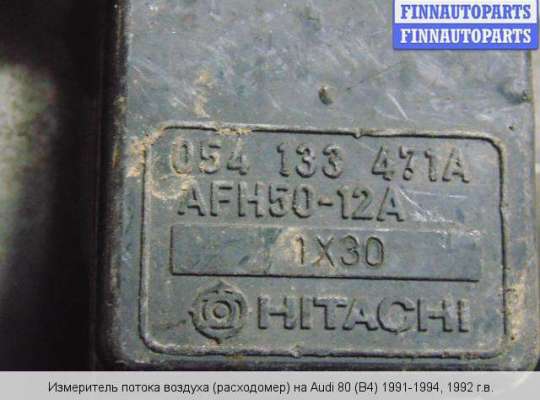 FINNAUTOPARTS
FINNAUTOPARTS
054 133 471A
AFH50-12A
1X30
HITACHI
Измеритель потока воздуха (расходомер) на Audi 80 (B4) 1991-1994, 1992 г.в.